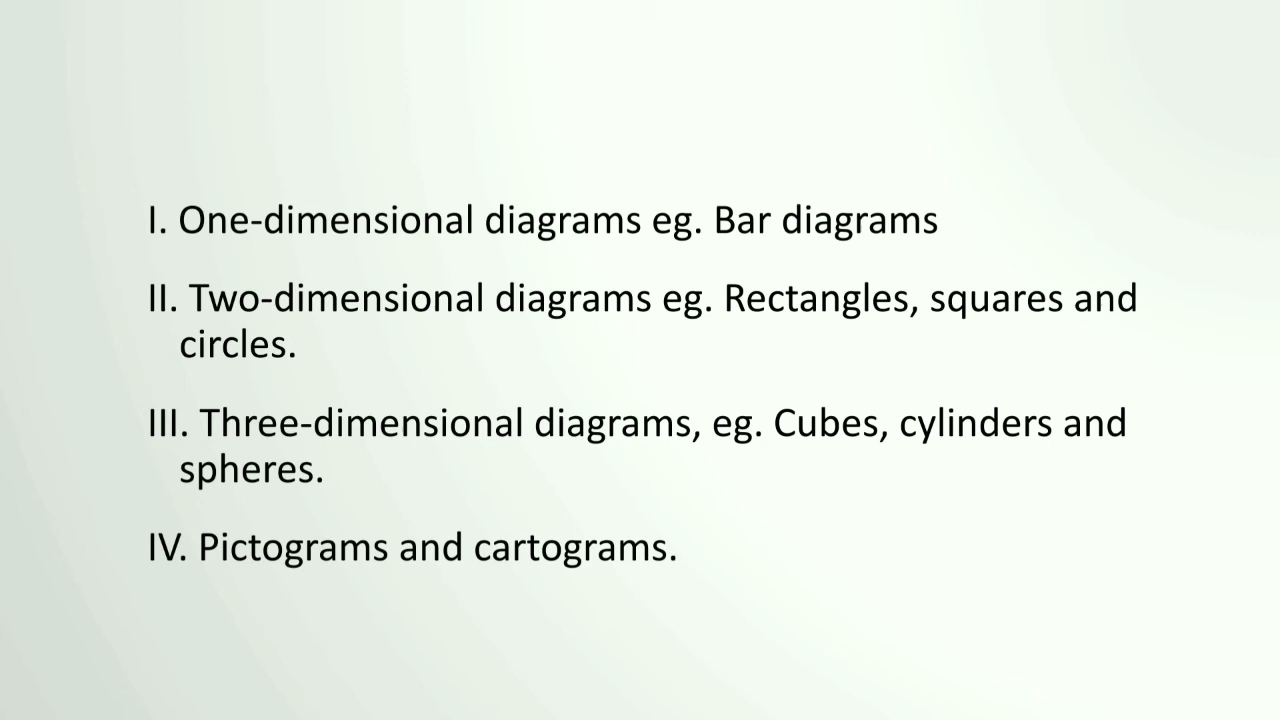 I. One-dimensional diagrams eg. Bar diagrams
II. Two-dimensional diagrams eg. Rectangles, squares and
circles.
III. Three-dimensional diagrams, eg. Cubes, cylinders and
spheres.
IV. Pictograms and cartograms.